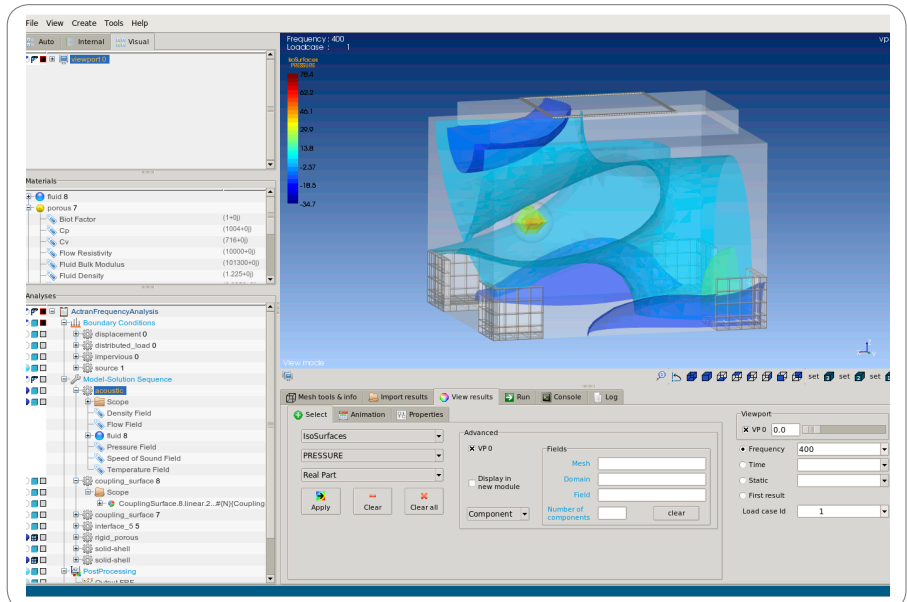 File View Create Tools Help
Auto Internal Visual
viewport 0
Materials
fluid 8
porous 7
Biot Factor (1+0j)
Cp (1004+0j)
Cv (716+0j)
Flow Resistivity (10000+0j)
Fluid Bulk Modulus (101300+0j)
Fluid Density (1.225+0j)
Analyses
ActranFrequencyAnalysis
Boundary Conditions
displacement 0
distributed_load 0
impervious 0
source 1
Model-Solution Sequence
acoustic
Scope
Density Field
Flow Field
fluid 8
Pressure Field
Speed of Sound Field
Temperature Field
coupling_surface 8
Scope
CouplingSurface.8.linear.2...#{N}{Coupling
coupling_surface 7
interface_5 5
rigid_porous
solid-shell
solid-shell
PostProcessing
Output FRF
Frequency : 400
Loadcase : 1
vp
IsoSurfaces
PRESSURE
78.4
62.2
46.1
29.9
13.8
-2.37
-18.5
-34.7
View mode
set 1 set 2 set
Mesh tools & info Import results View results Run Console Log
Select Animation Properties
IsoSurfaces
PRESSURE
Real Part
Apply Clear Clear all
Advanced
VP 0
Display in
new module
Component
Fields
Mesh
Domain
Field
Number of
components
clear
Viewport
VP 0 0.0
Frequency 400
Time
Static
First result
Load case Id 1